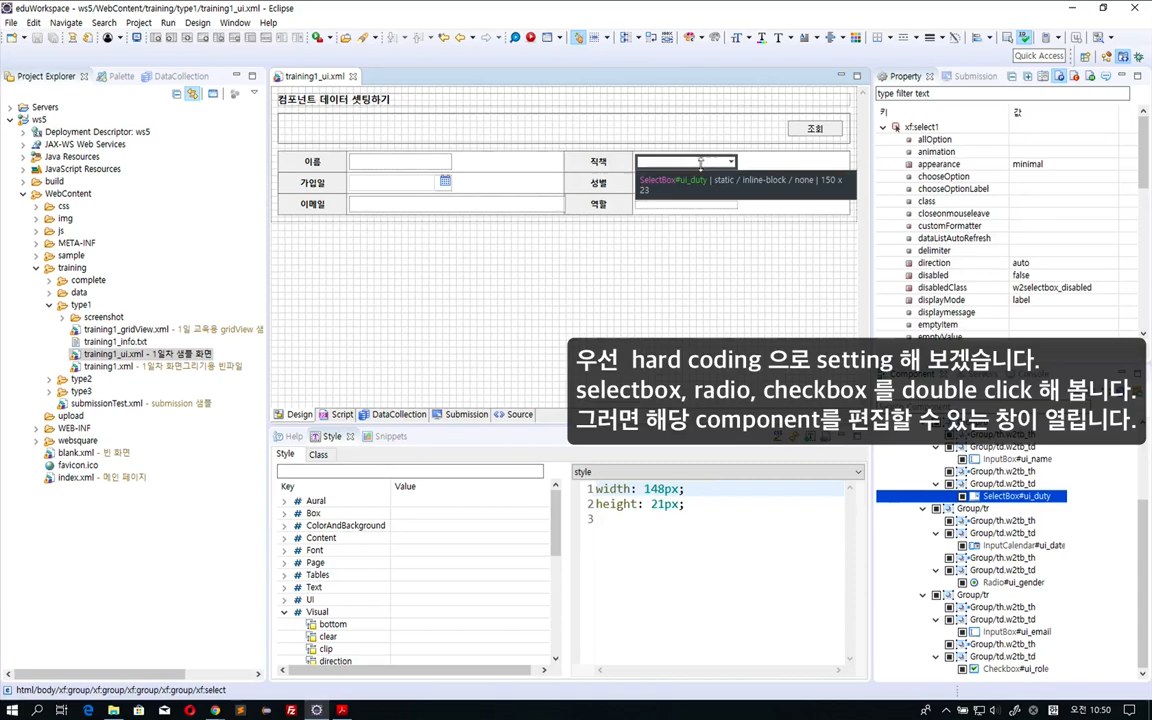 eduWorkspace - ws5/WebContent/training/type1/training1_ui.xml - Eclipse
File Edit Navigate Search Project Run Design Window Help
Quick Access
Project Explorer Palette DataCollection
Servers
ws5
Deployment Descriptor: ws5
JAX-WS Web Services
Java Resources
JavaScript Resources
build
WebContent
css
img
js
META-INF
sample
training
complete
data
type1
screenshot
training1_gridView.xml - 1일 교육용 gridView 샘
training1_info.txt
training1_ui.xml - 1일자 샘플 화면
training1.xml - 1일자 화면그리기용 빈파일
type2
type3
submissionTest.xml - submission 샘플
upload
WEB-INF
websquare
blank.xml - 빈 화면
favicon.ico
index.xml - 메인 페이지
training1_ui.xml
컴포넌트 데이터 셋팅하기
조회
이름 직책
가입일 성별
이메일 역할
SelectBox#ui_duty | static / inline-block / none | 150 x
23
Design Script DataCollection Submission Source
Help Style Snippets
Style Class
Key Value
Aural
Box
ColorAndBackground
Content
Font
Page
Tables
Text
UI
Visual
bottom
clear
clip
direction
style
1 width: 148px;
2 height: 21px;
3
Property Submission
type filter text
키 값
xf:select1
allOption
animation
appearance minimal
chooseOption
chooseOptionLabel
class
closeonmouseleave
customFormatter
dataListAutoRefresh
delimiter
direction auto
disabled false
disabledClass w2selectbox_disabled
displayMode label
displaymessage
emptyItem
우선 hard coding 으로 setting 해 보겠습니다.
selectbox, radio, checkbox 를 double click 해 봅니다.
그러면 해당 component를 편집할 수 있는 창이 열립니다.
Group/td.w2tb_td
InputBox#ui_name
Group/th.w2tb_th
Group/td.w2tb_td
SelectBox#ui_duty
Group/tr
Group/th.w2tb_th
Group/td.w2tb_td
InputCalendar#ui_date
Group/th.w2tb_th
Group/td.w2tb_td
Radio#ui_gender
Group/tr
Group/th.w2tb_th
Group/td.w2tb_td
InputBox#ui_email
Group/th.w2tb_th
Group/td.w2tb_td
Checkbox#ui_role
html/body/xf:group/xf:group/xf:group/xf:group/xf:select
오전 10:50